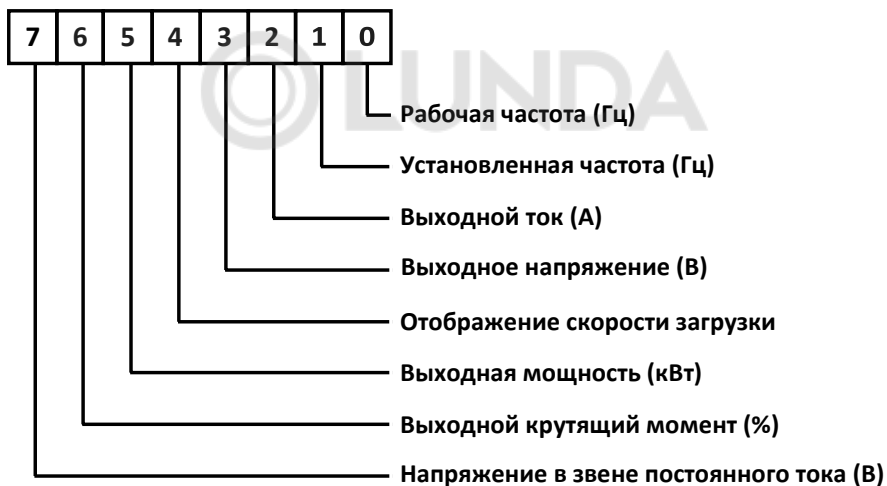 7 6 5 4 3 2 1 0
LUNDA
Рабочая частота (Гц)
Установленная частота (Гц)
Выходной ток (А)
Выходное напряжение (В)
Отображение скорости загрузки
Выходная мощность (кВт)
Выходной крутящий момент (%)
Напряжение в звене постоянного тока (В)